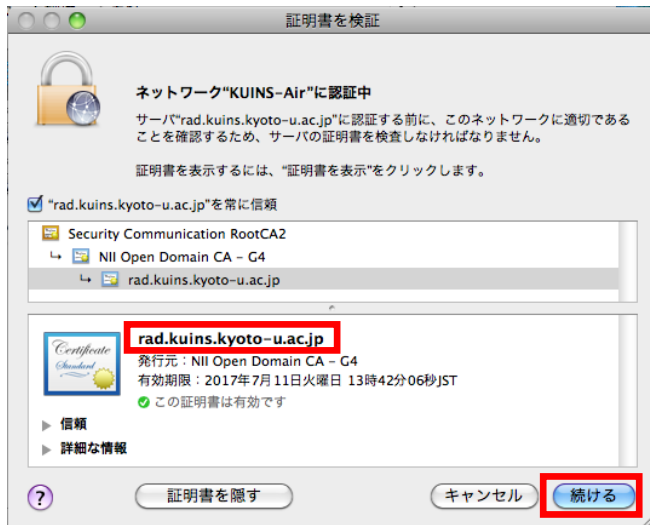 証明書を検証
ネットワーク“KUINS-Air”に認証中
サーバ“rad.kuins.kyoto-u.ac.jp”に認証する前に、このネットワークに適切である
ことを確認するため、サーバの証明書を検査しなければなりません。
証明書を表示するには、“証明書を表示”をクリックします。
“rad.kuins.kyoto-u.ac.jp”を常に信頼
Security Communication RootCA2
NII Open Domain CA - G4
rad.kuins.kyoto-u.ac.jp
Certificate
Standard
rad.kuins.kyoto-u.ac.jp
発行元：NII Open Domain CA - G4
有効期限：2017年7月11日火曜日 13時42分06秒JST
この証明書は有効です
信頼
詳細な情報
?
証明書を隠す
キャンセル
続ける